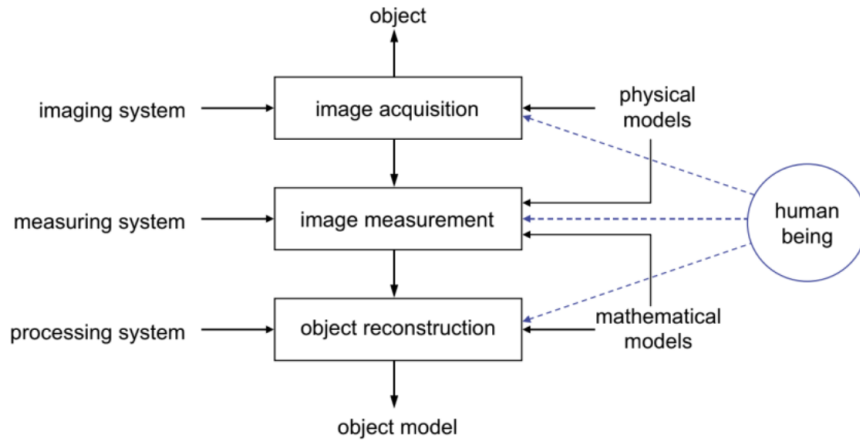 object
imaging system
image acquisition
physical
models
measuring system
image measurement
human
being
processing system
object reconstruction
mathematical
models
object model